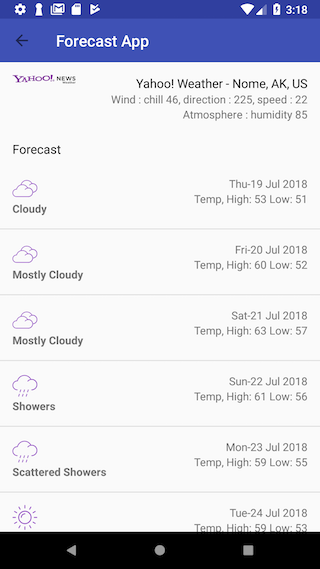 3:18
Forecast App
YAHOO! NEWS
Yahoo! Weather - Nome, AK, US
Wind : chill 46, direction : 225, speed : 22
Atmosphere : humidity 85
Forecast
Thu-19 Jul 2018
Temp, High: 53 Low: 51
Cloudy
Fri-20 Jul 2018
Temp, High: 60 Low: 52
Mostly Cloudy
Sat-21 Jul 2018
Temp, High: 63 Low: 57
Mostly Cloudy
Sun-22 Jul 2018
Temp, High: 61 Low: 56
Showers
Mon-23 Jul 2018
Temp, High: 59 Low: 55
Scattered Showers
Tue-24 Jul 2018
Temp, High: 59 Low: 53